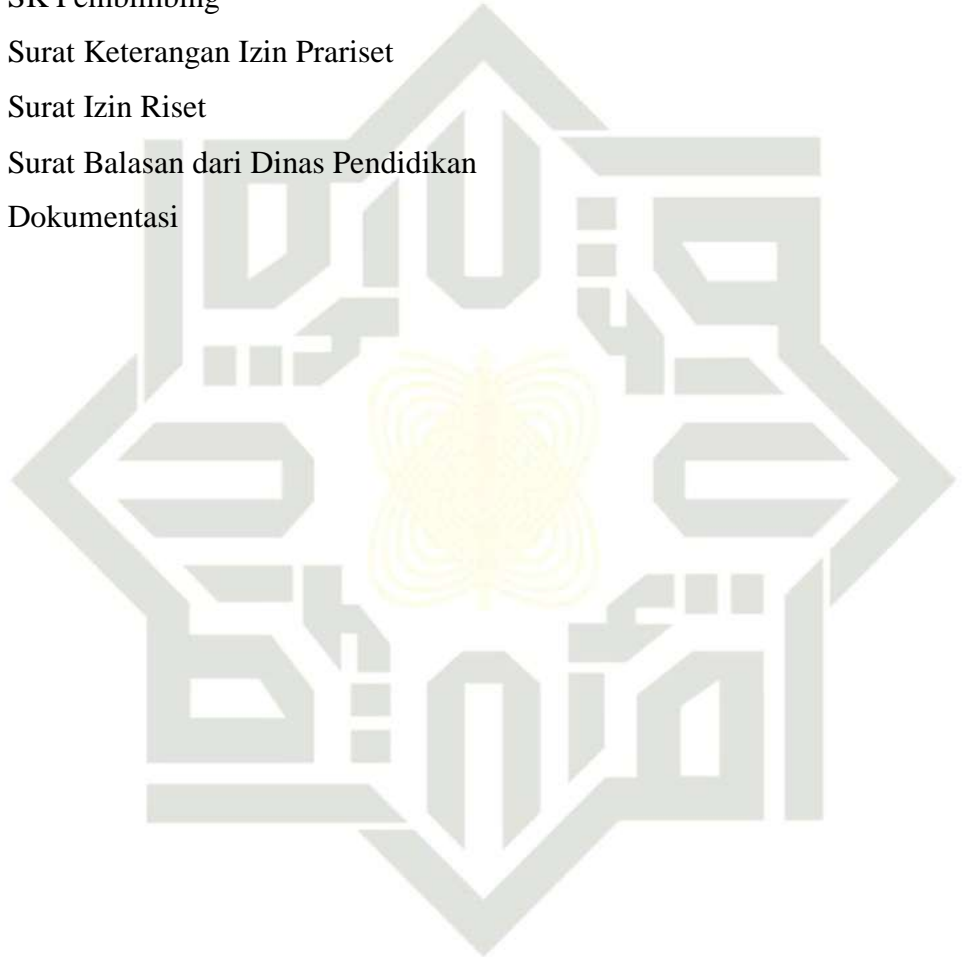 SK Pembimbing
Surat Keterangan Izin Prariset
Surat Izin Riset
Surat Balasan dari Dinas Pendidikan
Dokumentasi